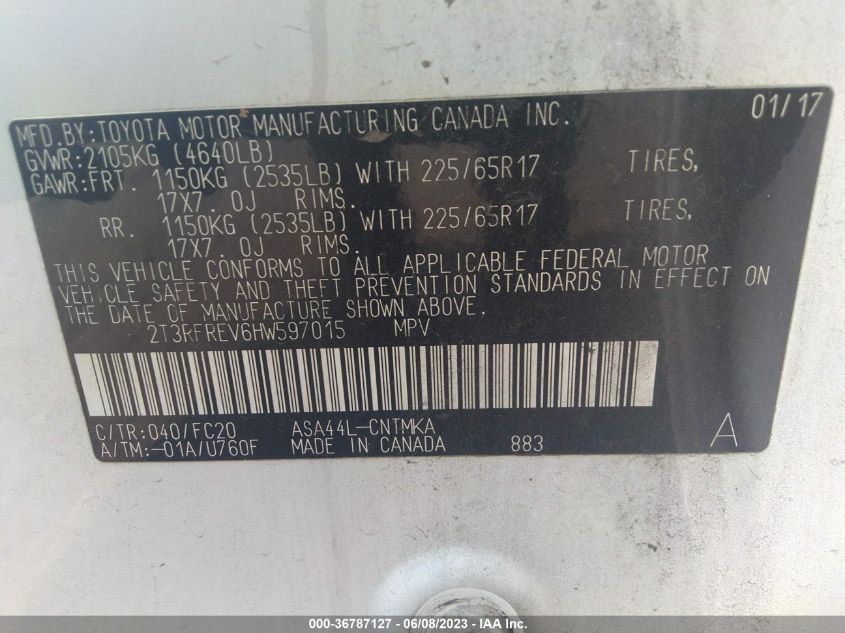 MFD.BY:TOYOTA MOTOR MANUFACTURING CANADA INC. 01/17
GVWR:2105KG (4640LB)
GAWR:FRT. 1150KG (2535LB) WITH 225/65R17 TIRES,
17X7.0J RIMS.
RR. 1150KG (2535LB) WITH 225/65R17 TIRES,
17X7.0J RIMS.
THIS VEHICLE CONFORMS TO ALL APPLICABLE FEDERAL MOTOR
VEHICLE SAFETY AND THEFT PREVENTION STANDARDS IN EFFECT ON
THE DATE OF MANUFACTURE SHOWN ABOVE.
2T3RFREV6HW597015 MPV
C/TR:040/FC20 ASA44L-CNTMKA
A/TM:-01A/U760F MADE IN CANADA 883 A
000-36787127 - 06/08/2023 - IAA Inc.